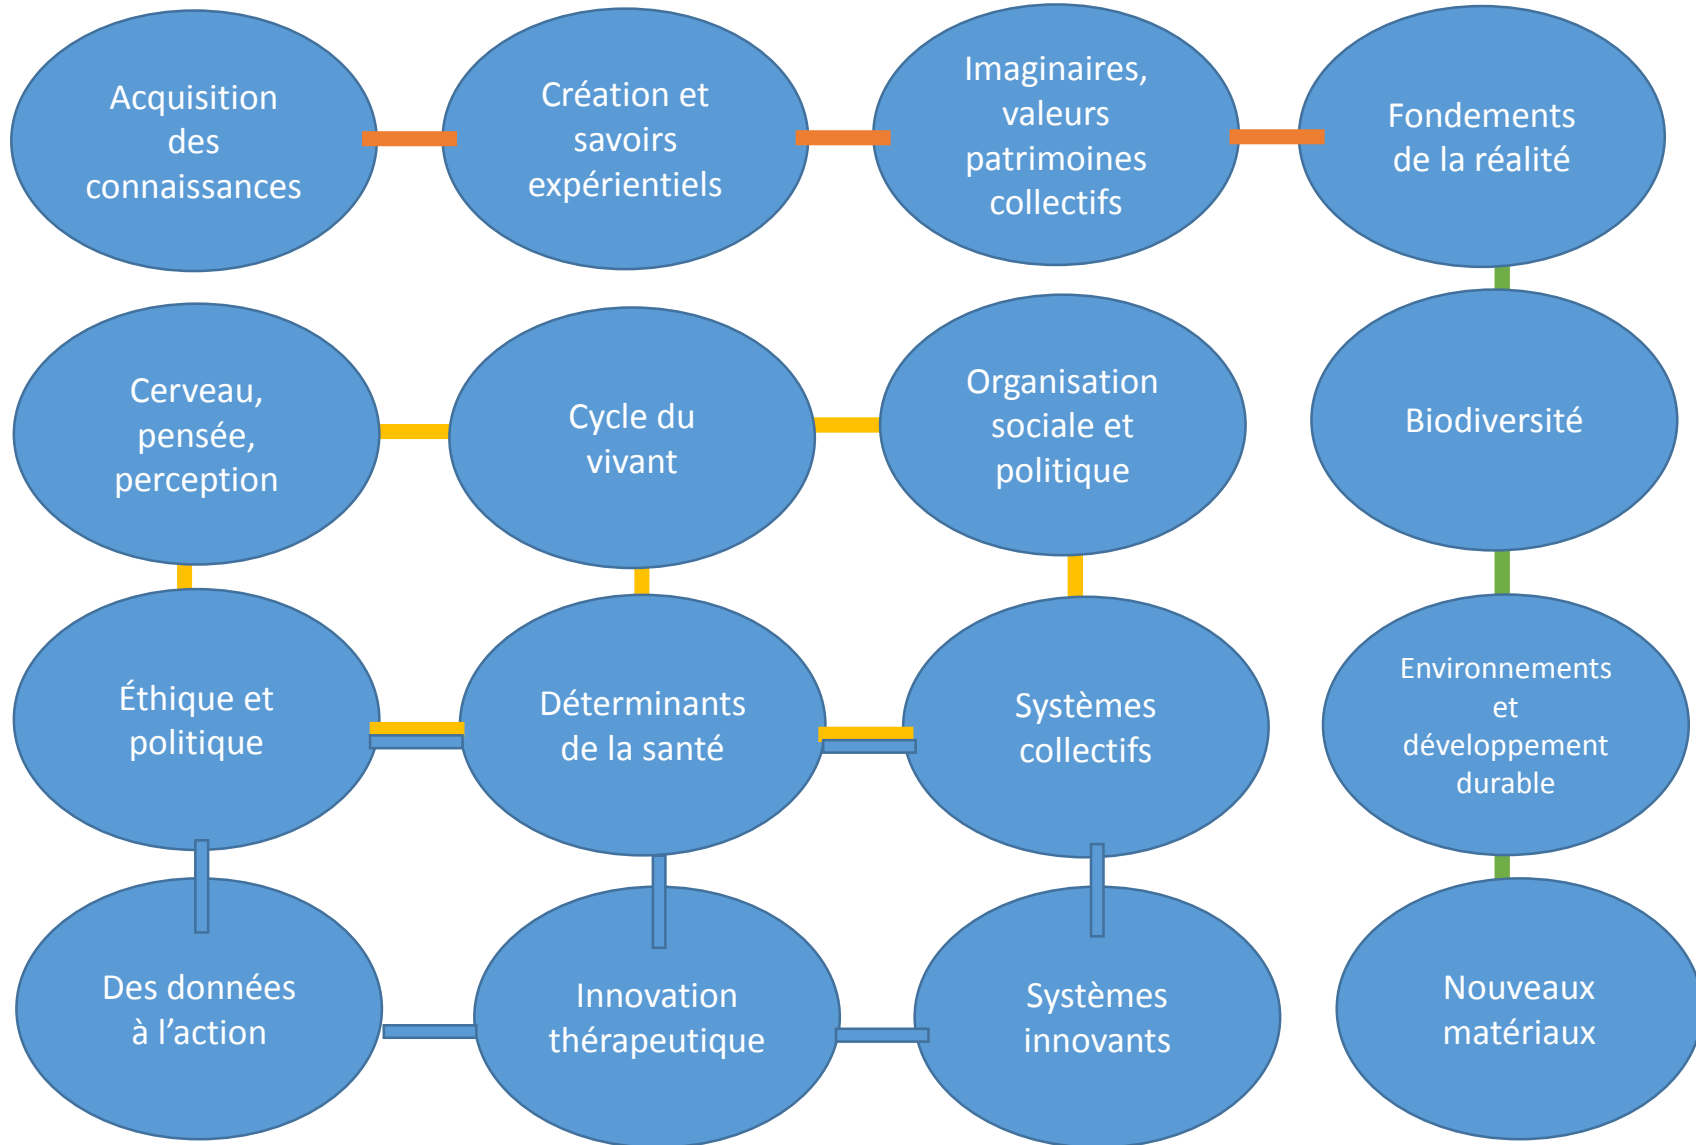 Acquisition
des
connaissances
Création et
savoirs
expérientiels
Imaginaires,
valeurs
patrimoines
collectifs
Fondements
de la réalité
Cerveau,
pensée,
perception
Cycle du
vivant
Organisation
sociale et
politique
Biodiversité
Éthique et
politique
Déterminants
de la santé
Systèmes
collectifs
Environnements
et
développement
durable
Des données
à l’action
Innovation
thérapeutique
Systèmes
innovants
Nouveaux
matériaux